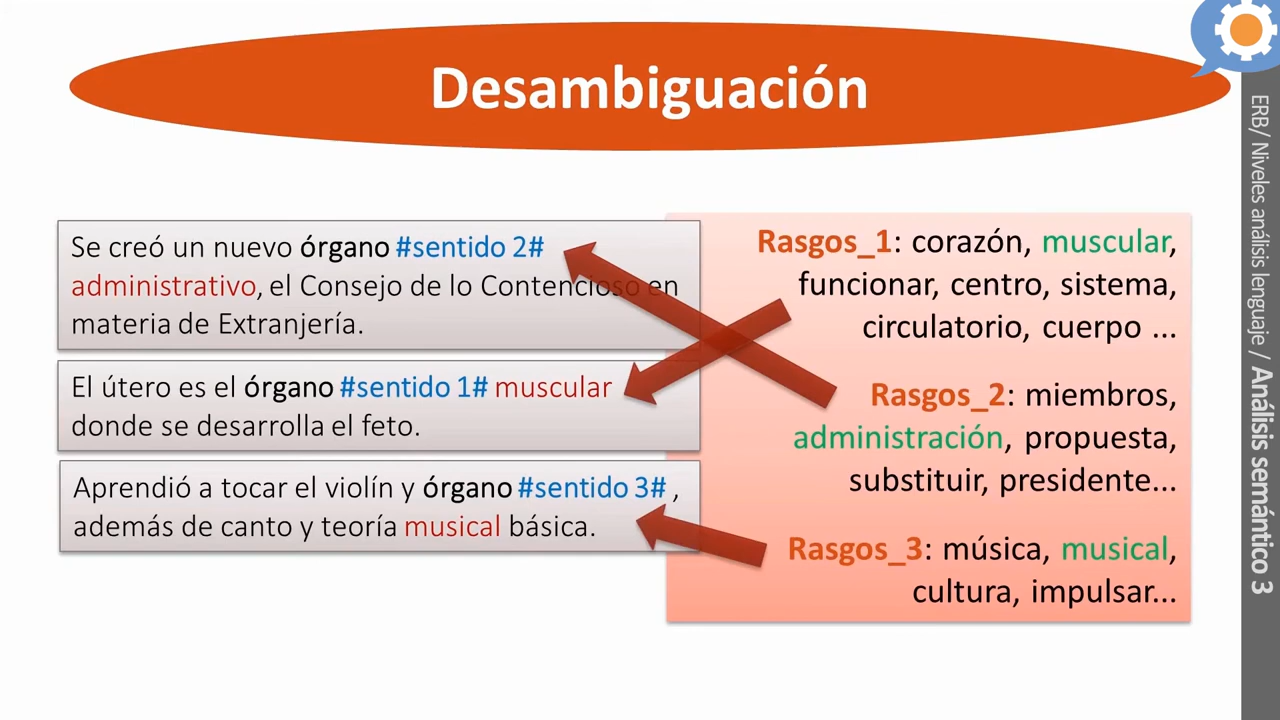 Desambiguación
Se creó un nuevo órgano #sentido 2#
administrativo, el Consejo de lo Contencioso en
materia de Extranjería.
El útero es el órgano #sentido 1# muscular
donde se desarrolla el feto.
Aprendió a tocar el violín y órgano #sentido 3# ,
además de canto y teoría musical básica.
Rasgos_1: corazón, muscular,
funcionar, centro, sistema,
circulatorio, cuerpo ...
Rasgos_2: miembros,
administración, propuesta,
substituir, presidente...
Rasgos_3: música, musical,
cultura, impulsar...
ERB/ Niveles análisis lenguaje / Análisis semántico 3